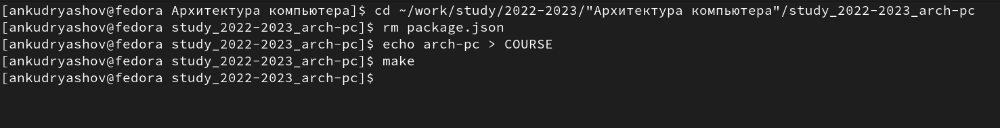 [ankudryashov@fedora Архитектура компьютера]$ cd ~/work/study/2022-2023/"Архитектура компьютера"/study_2022-2023_arch-pc
[ankudryashov@fedora study_2022-2023_arch-pc]$ rm package.json
[ankudryashov@fedora study_2022-2023_arch-pc]$ echo arch-pc > COURSE
[ankudryashov@fedora study_2022-2023_arch-pc]$ make
[ankudryashov@fedora study_2022-2023_arch-pc]$